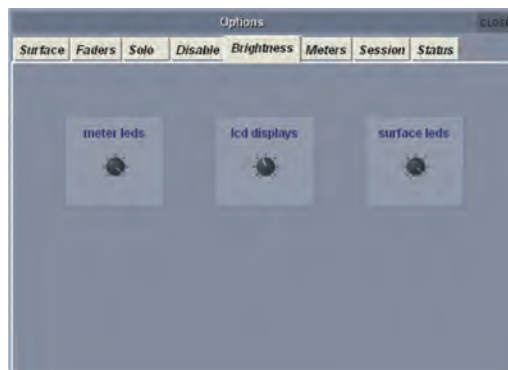 Options
CLOSE
Surface Faders Solo Disable Brightness Meters Session Status
meter leds lcd displays surface leds